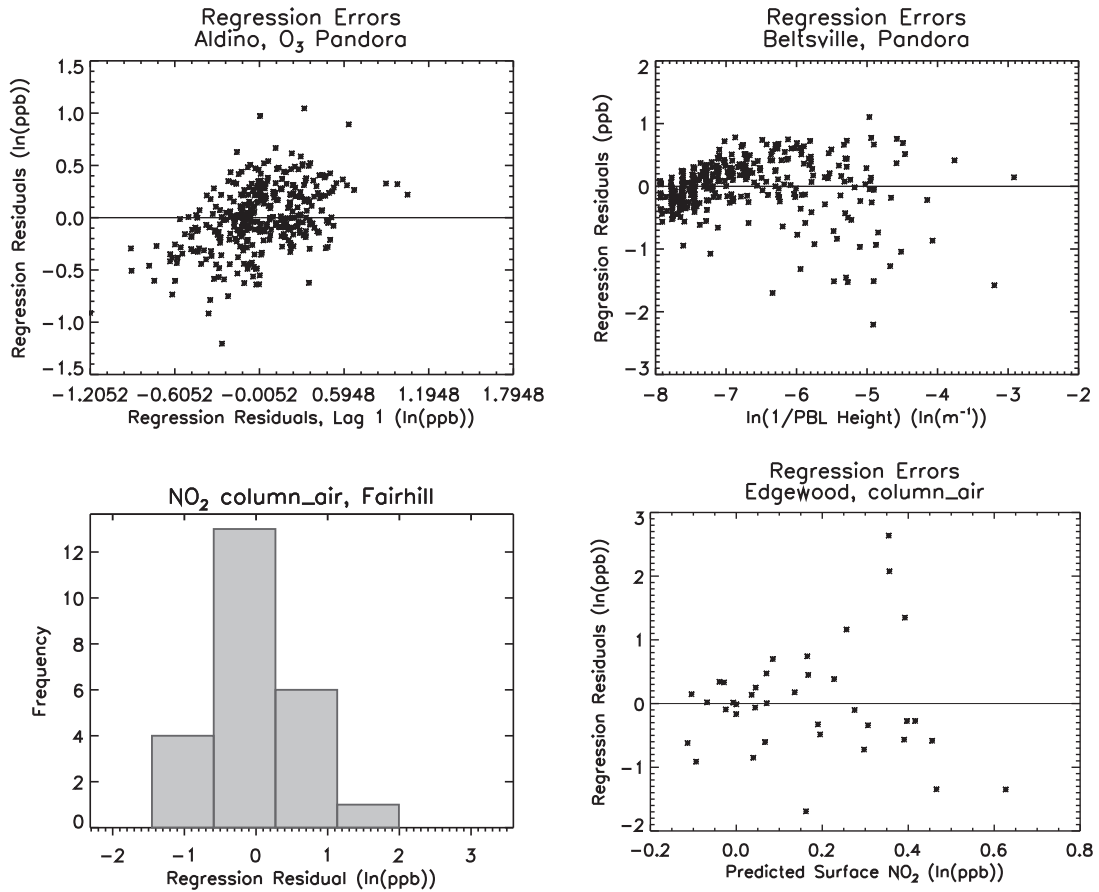 Regression Errors
Aldino, O₃ Pandora
Regression Residuals (ln(ppb))
1.5
1.0
0.5
0.0
−0.5
−1.0
−1.5
−1.2052 −0.6052 −0.0052 0.5948 1.1948 1.7948
Regression Residuals, Lag 1 (ln(ppb))
Regression Errors
Beltsville, Pandora
Regression Residuals (ppb)
2
1
0
−1
−2
−3
−8 −7 −6 −5 −4 −3 −2
ln(1/PBL Height) (ln(m⁻¹))
NO₂ column_air, Fairhill
Frequency
12
10
8
6
4
2
0
−2 −1 0 1 2 3
Regression Residual (ln(ppb))
Regression Errors
Edgewood, column_air
Regression Residuals (ln(ppb))
3
2
1
0
−1
−2
−0.2 0.0 0.2 0.4 0.6 0.8
Predicted Surface NO₂ (ln(ppb))